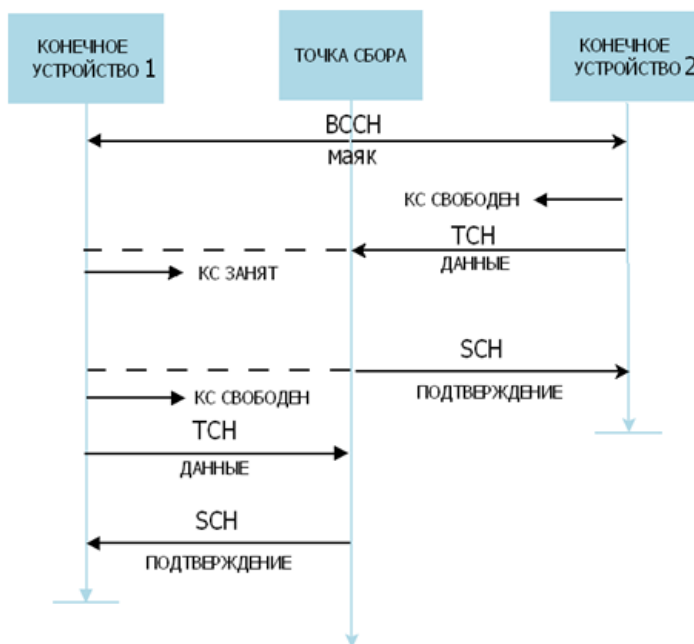 КОНЕЧНОЕ
УСТРОЙСТВО 1
ТОЧКА СБОРА
КОНЕЧНОЕ
УСТРОЙСТВО 2
BCCH
маяк
КС СВОБОДЕН
TCH
ДАННЫЕ
КС ЗАНЯТ
SCH
ПОДТВЕРЖДЕНИЕ
КС СВОБОДЕН
TCH
ДАННЫЕ
SCH
ПОДТВЕРЖДЕНИЕ